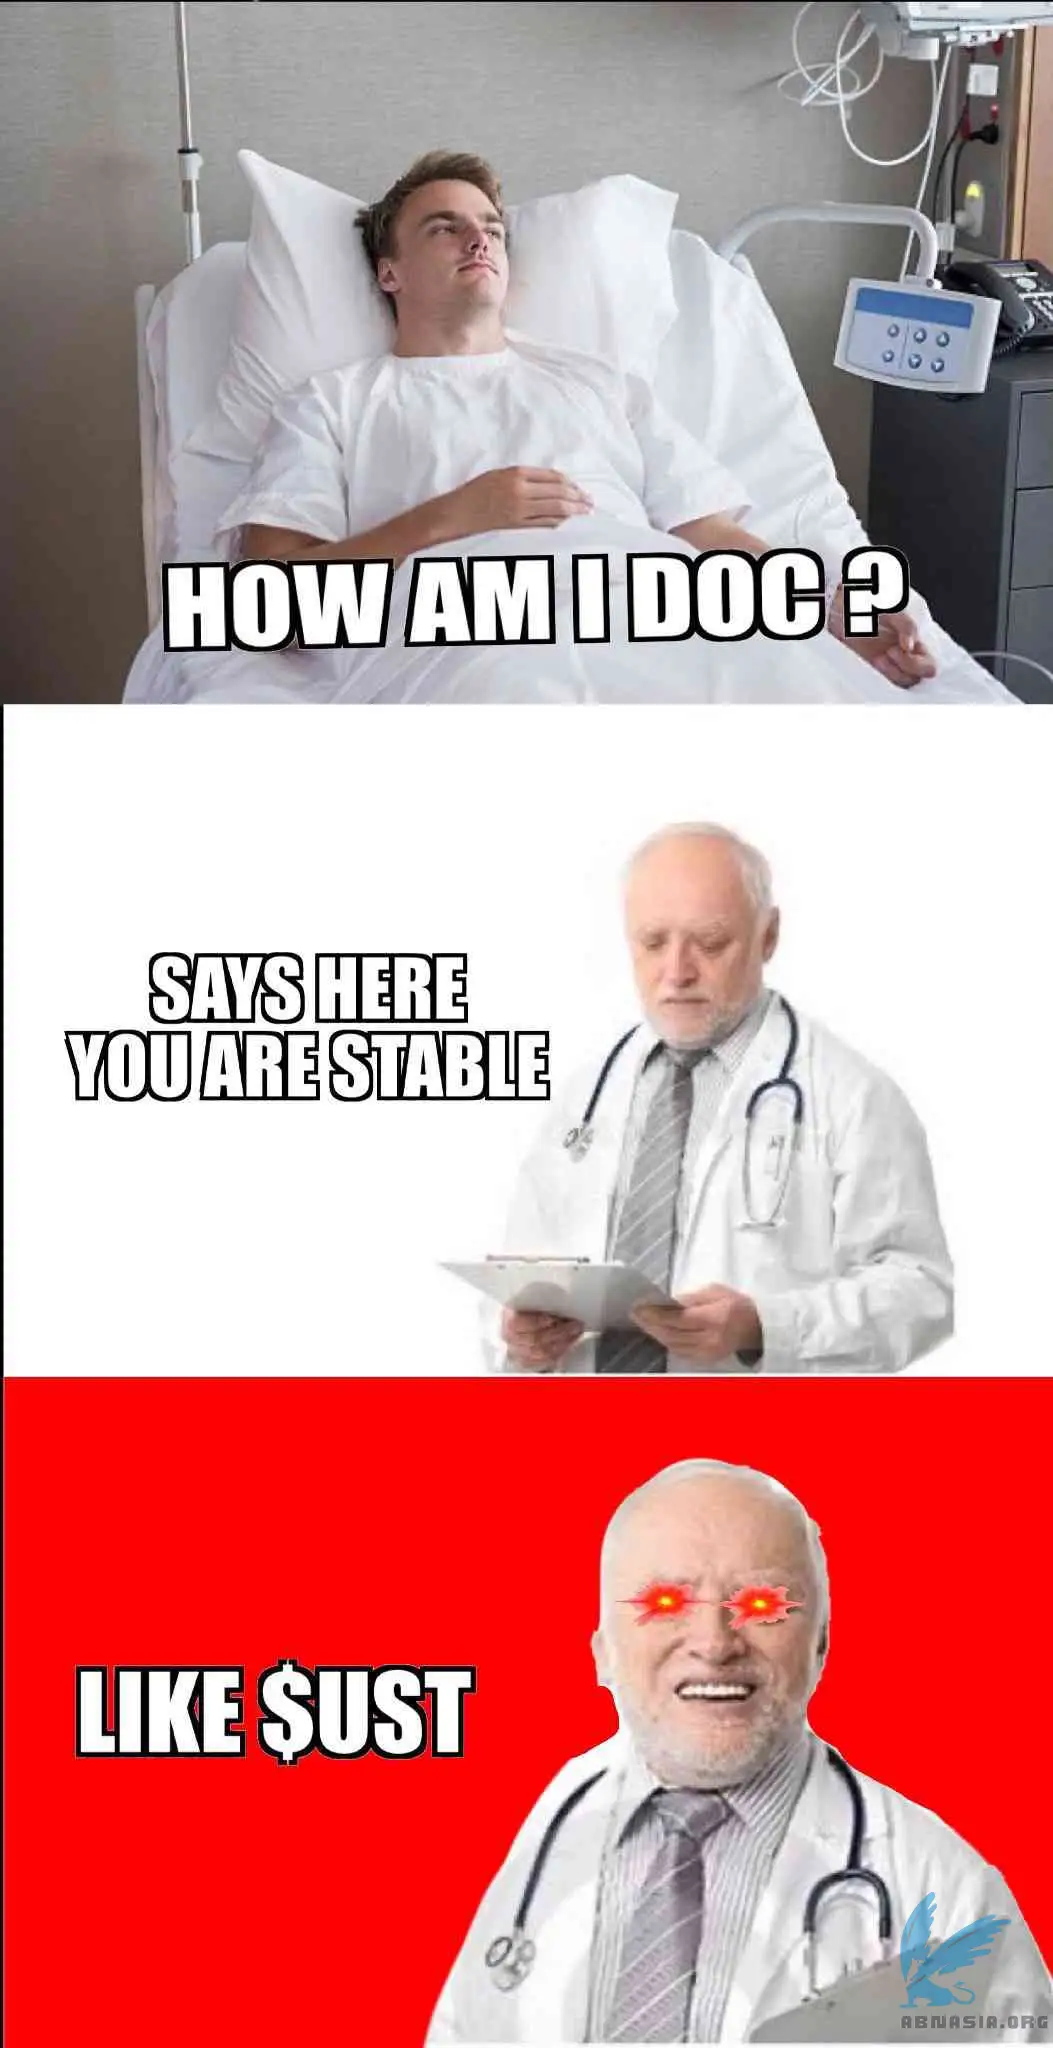 HOW AM I DOC ?
SAYS HERE
YOU ARE STABLE
LIKE $UST
ABNASIA.ORG